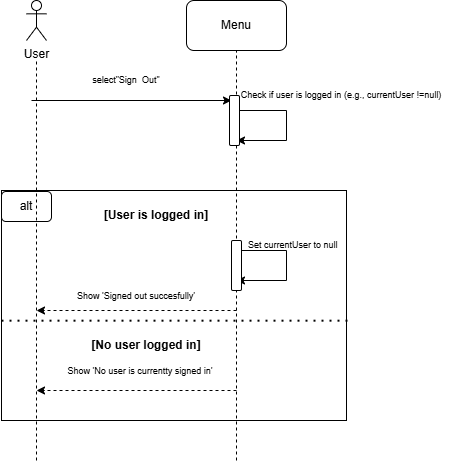 Menu
User
select"Sign Out"
Check if user is logged in (e.g., currentUser !=null)
alt
[User is logged in]
Set currentUser to null
Show 'Signed out succesfully'
[No user logged in]
Show 'No user is currentty signed in'